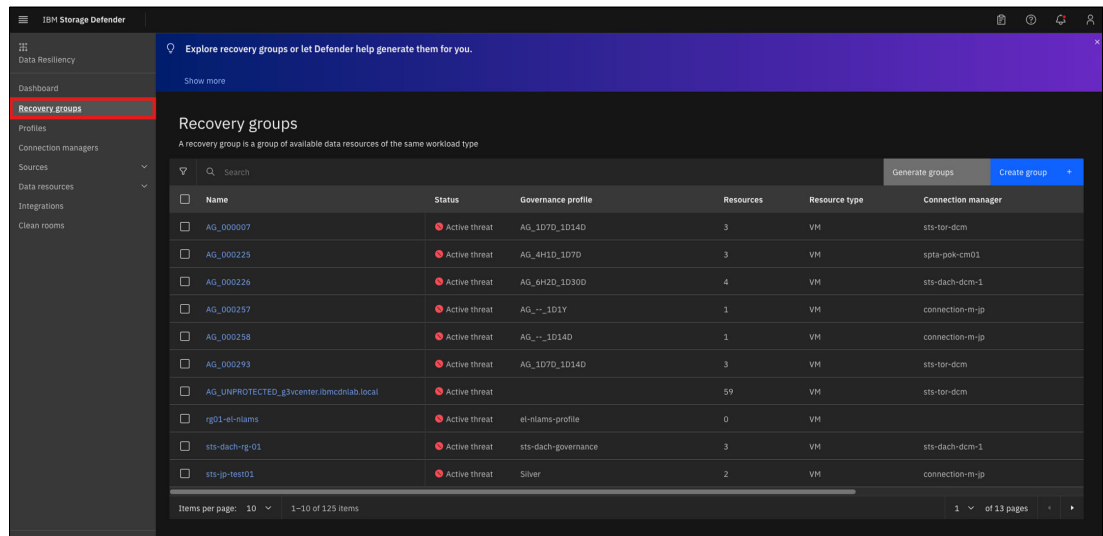 IBM Storage Defender
Data Resiliency
Dashboard
Recovery groups
Profiles
Connection managers
Sources
Data resources
Integrations
Clean rooms
Explore recovery groups or let Defender help generate them for you.
Show more
Recovery groups
A recovery group is a group of available data resources of the same workload type
Search Generate groups Create group +
Name Status Governance profile Resources Resource type Connection manager
AG_000007 Active threat AG_1D7D_1D14D 3 VM sts-tor-dcm
AG_000225 Active threat AG_4H1D_1D7D 3 VM spta-pok-cm01
AG_000226 Active threat AG_6H2D_1D30D 4 VM sts-dach-dcm-1
AG_000257 Active threat AG_--_1D1Y 1 VM connection-m-jp
AG_000258 Active threat AG_--_1D14D 1 VM connection-m-jp
AG_000293 Active threat AG_1D7D_1D14D 3 VM sts-tor-dcm
AG_UNPROTECTED_g3vcenter.ibmcdnlab.local Active threat 59 VM sts-tor-dcm
rg01-el-nlams Active threat el-nlams-profile 0 VM
sts-dach-rg-01 Active threat sts-dach-governance 3 VM sts-dach-dcm-1
sts-jp-test01 Active threat Silver 2 VM connection-m-jp
Items per page: 10 1–10 of 125 items 1 of 13 pages